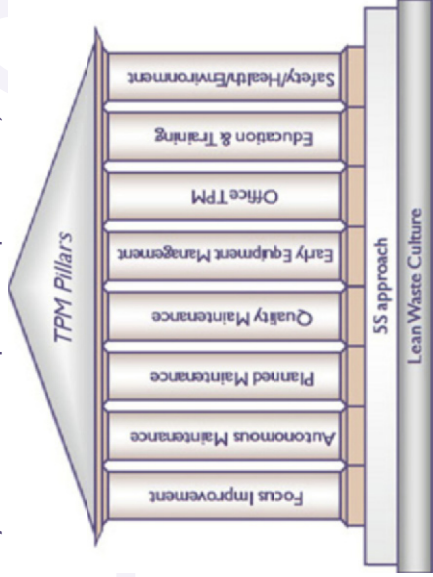 TPM Pillars
Focus Improvement
Autonomous Maintenance
Planned Maintenance
Quality Maintenance
Early Equipment Management
Office TPM
Education & Training
Safety/Health/Environment
5S approach
Lean Waste Culture